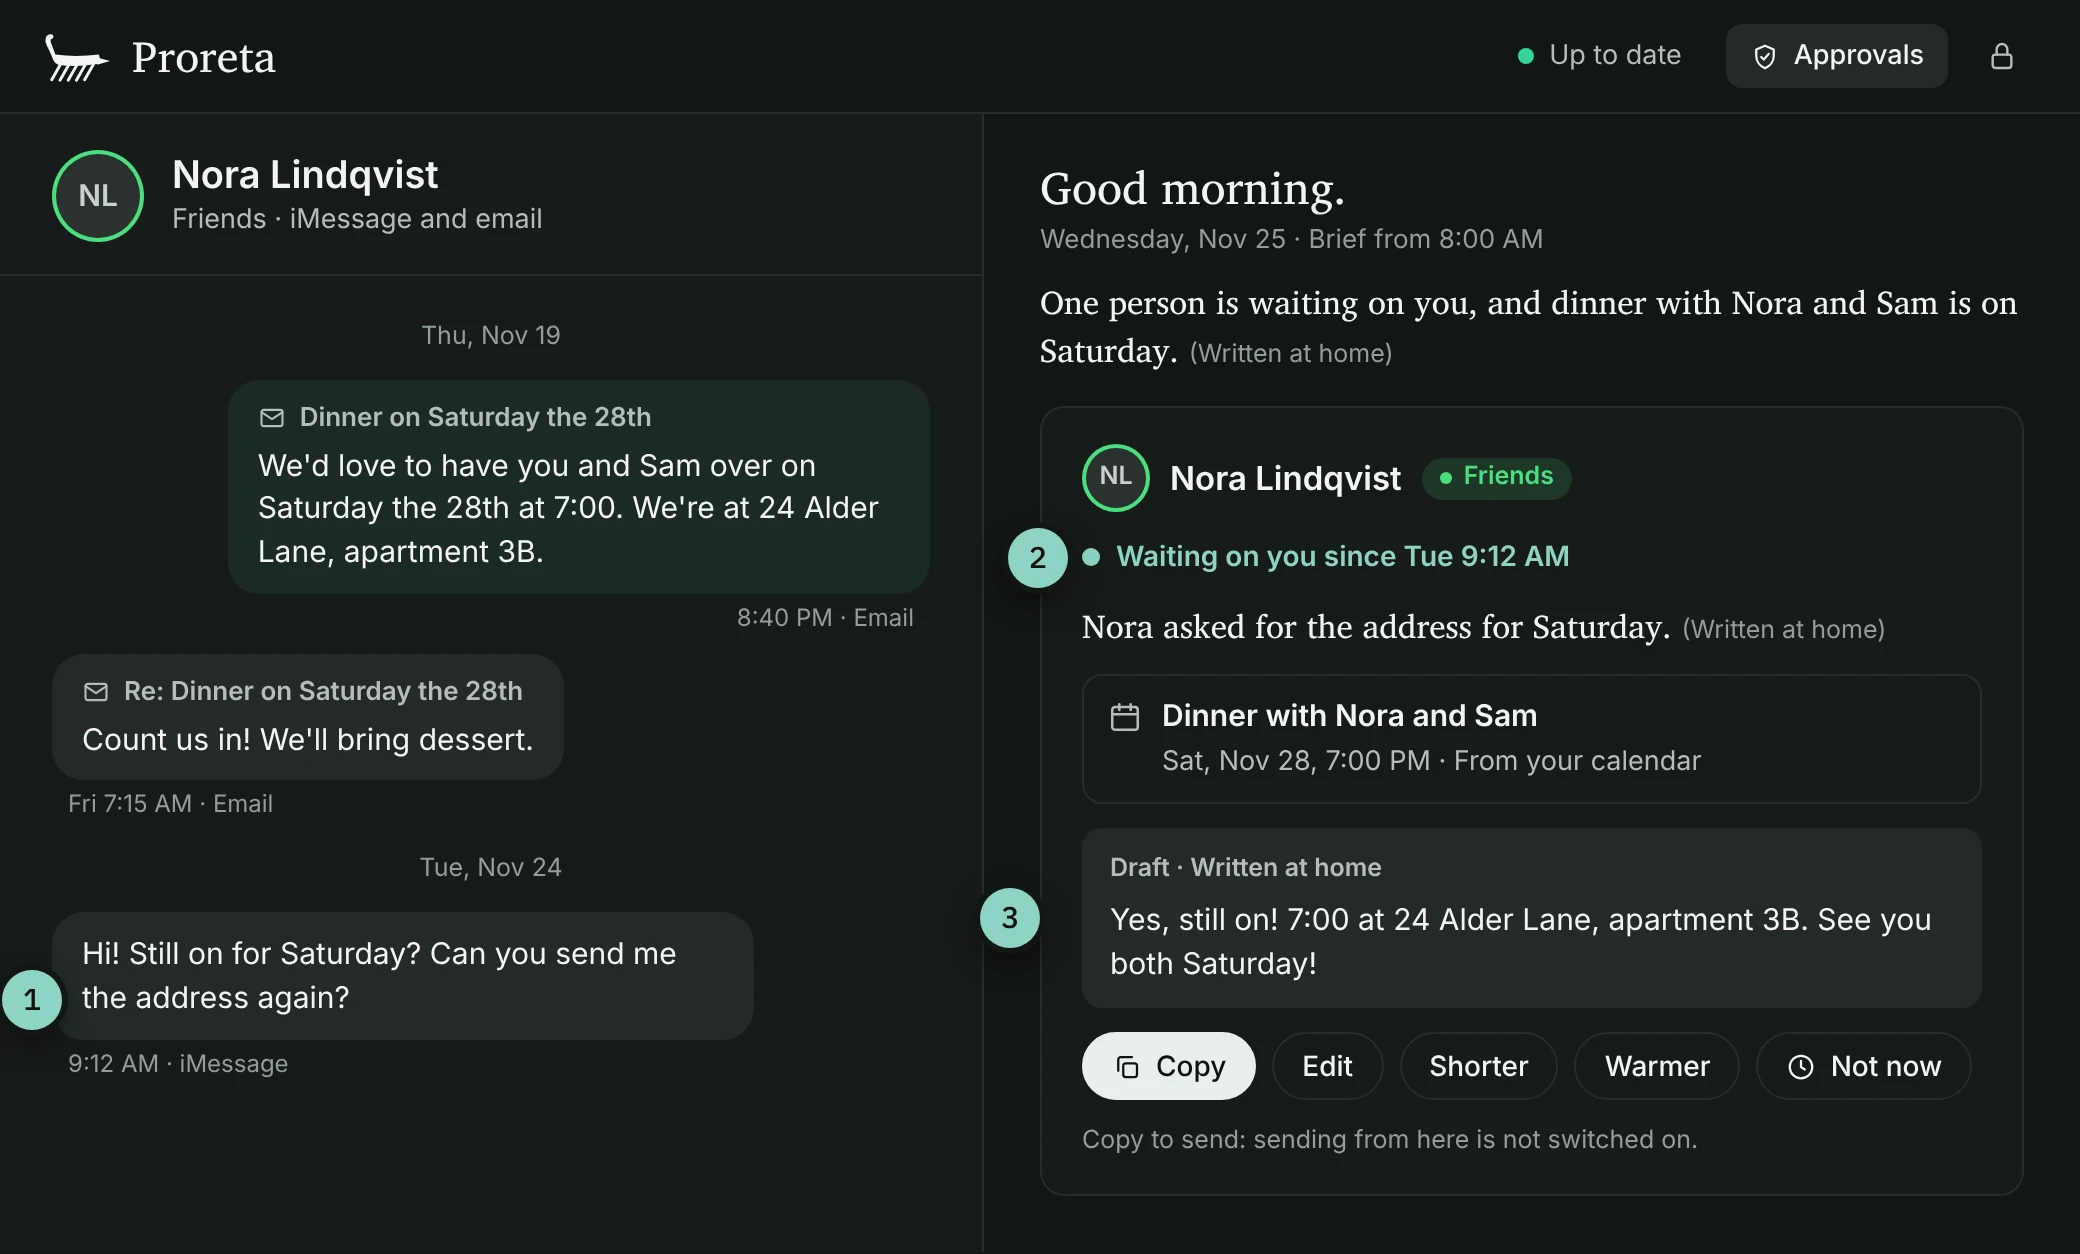 Proreta
Up to date
Approvals
NL
Nora Lindqvist
Friends · iMessage and email
Thu, Nov 19
Dinner on Saturday the 28th
We'd love to have you and Sam over on
Saturday the 28th at 7:00. We're at 24 Alder
Lane, apartment 3B.
8:40 PM · Email
Re: Dinner on Saturday the 28th
Count us in! We'll bring dessert.
Fri 7:15 AM · Email
Tue, Nov 24
Hi! Still on for Saturday? Can you send me
the address again?
1
9:12 AM · iMessage
Good morning.
Wednesday, Nov 25 · Brief from 8:00 AM
One person is waiting on you, and dinner with Nora and Sam is on
Saturday. (Written at home)
NL
Nora Lindqvist
Friends
2
Waiting on you since Tue 9:12 AM
Nora asked for the address for Saturday. (Written at home)
Dinner with Nora and Sam
Sat, Nov 28, 7:00 PM · From your calendar
Draft · Written at home
3
Yes, still on! 7:00 at 24 Alder Lane, apartment 3B. See you
both Saturday!
Copy
Edit
Shorter
Warmer
Not now
Copy to send: sending from here is not switched on.